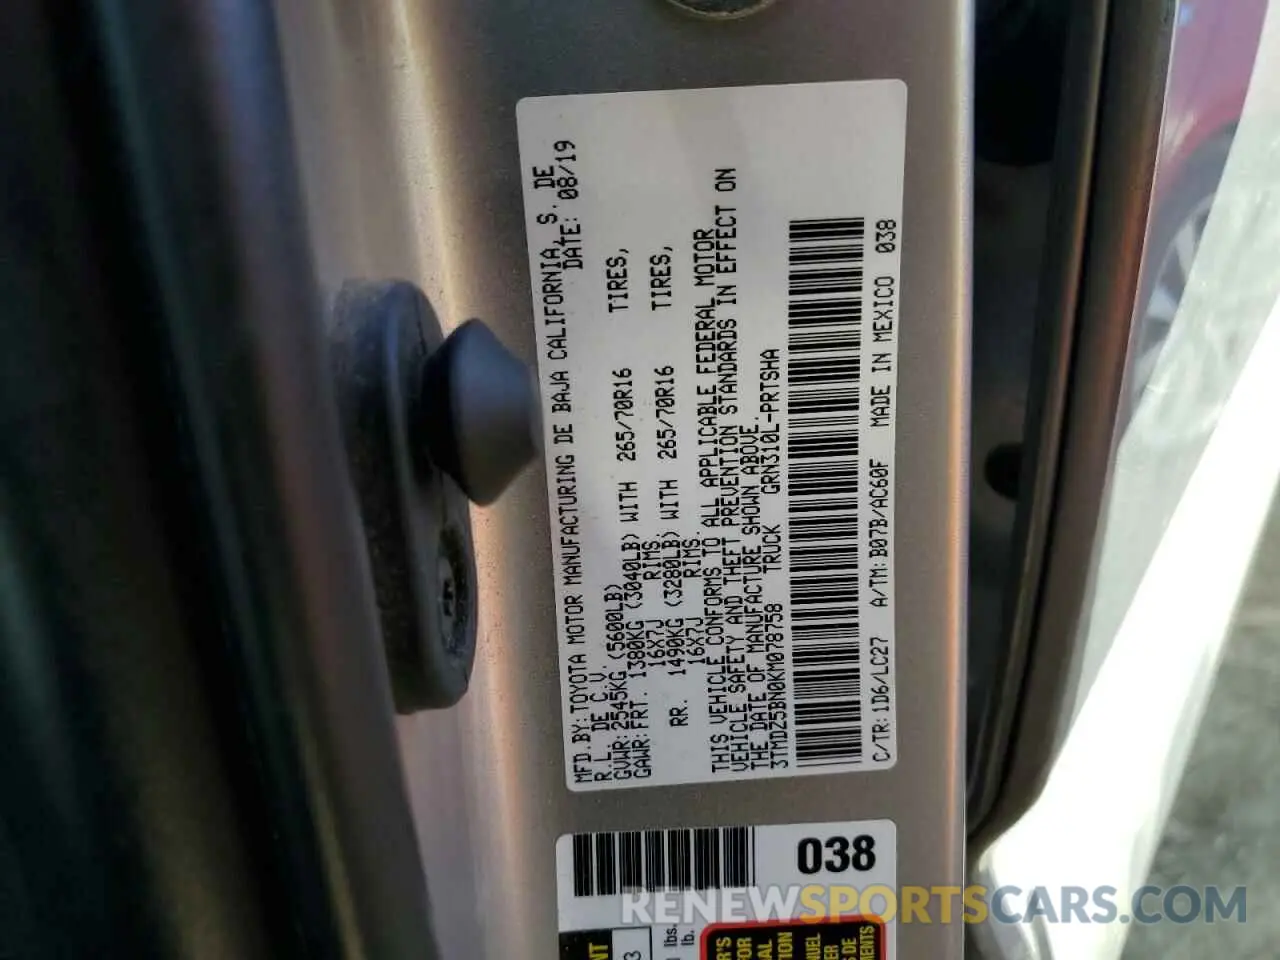 MFD.BY:TOYOTA MOTOR MANUFACTURING DE BAJA CALIFORNIA, S. DE
R.L. DE C.V. DATE: 08/19
GVWR:2545KG (5600LB)
GAWR:FRT. 1380KG (3040LB) WITH 265/70R16 TIRES,
16X7J RIMS
RR. 1490KG (3280LB) WITH 265/70R16 TIRES,
16X7J RIMS.
THIS VEHICLE CONFORMS TO ALL APPLICABLE FEDERAL MOTOR
VEHICLE SAFETY AND THEFT PREVENTION STANDARDS IN EFFECT ON
THE DATE OF MANUFACTURE SHOWN ABOVE.
3TMDZ5BN0KM078758 TRUCK GRN310L-PRTSHA
C/TR:1D6/LC27 A/TM:B07B/AC60F MADE IN MEXICO 038
038
lbs.
lb.
RENEWSPORTSCARS.COM